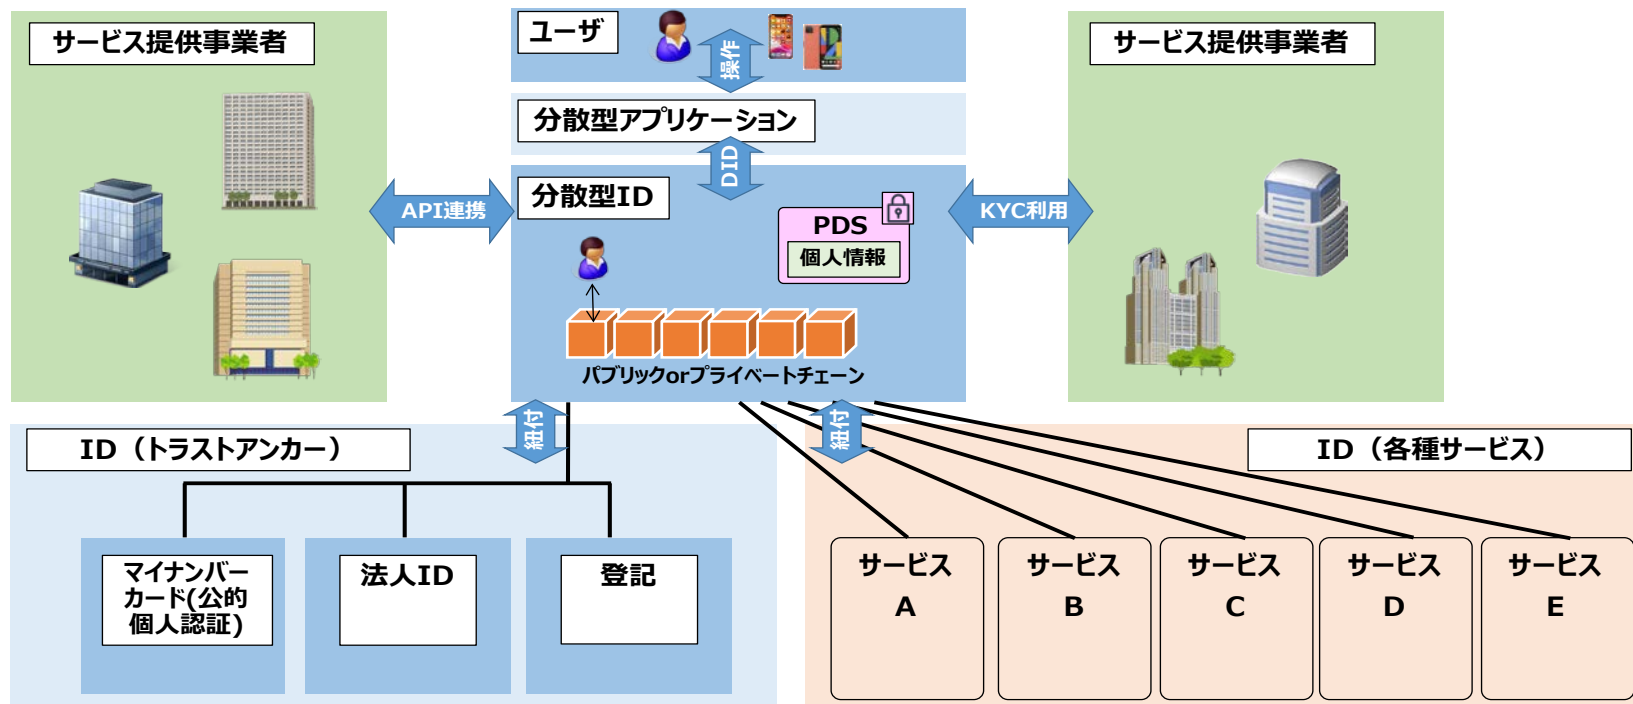 サービス提供事業者
ユーザ
操作
サービス提供事業者
分散型アプリケーション
DID
分散型ID
API連携
PDS
個人情報
KYC利用
パブリックorプライベートチェーン
紐付
紐付
ID（トラストアンカー）
ID（各種サービス）
マイナンバー
カード(公的
個人認証)
法人ID
登記
サービス
A
サービス
B
サービス
C
サービス
D
サービス
E